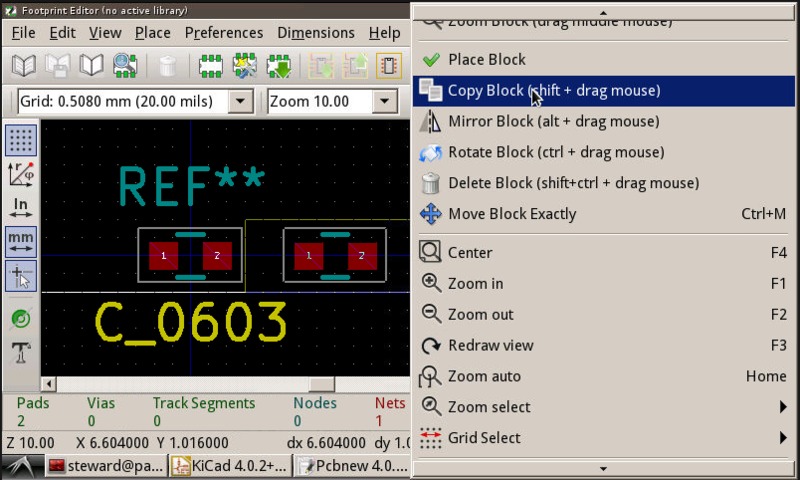 Footprint Editor (no active library)
File Edit View Place Preferences Dimensions Help
Grid: 0.5080 mm (20.00 mils) Zoom 10.00
In
mm
REF**
1 2 1 2
C_0603
Pads Vias Track Segments Nodes Nets
2 0 0 0 1
Z 10.00 X 6.604000 Y 1.016000 dx 6.604000 dy 1.0
steward@pa... KiCad 4.0.2+... Pcbnew 4.0....
Zoom Block (drag middle mouse)
Place Block
Copy Block (shift + drag mouse)
Mirror Block (alt + drag mouse)
Rotate Block (ctrl + drag mouse)
Delete Block (shift+ctrl + drag mouse)
Move Block Exactly Ctrl+M
Center F4
Zoom in F1
Zoom out F2
Redraw view F3
Zoom auto Home
Zoom select
Grid Select